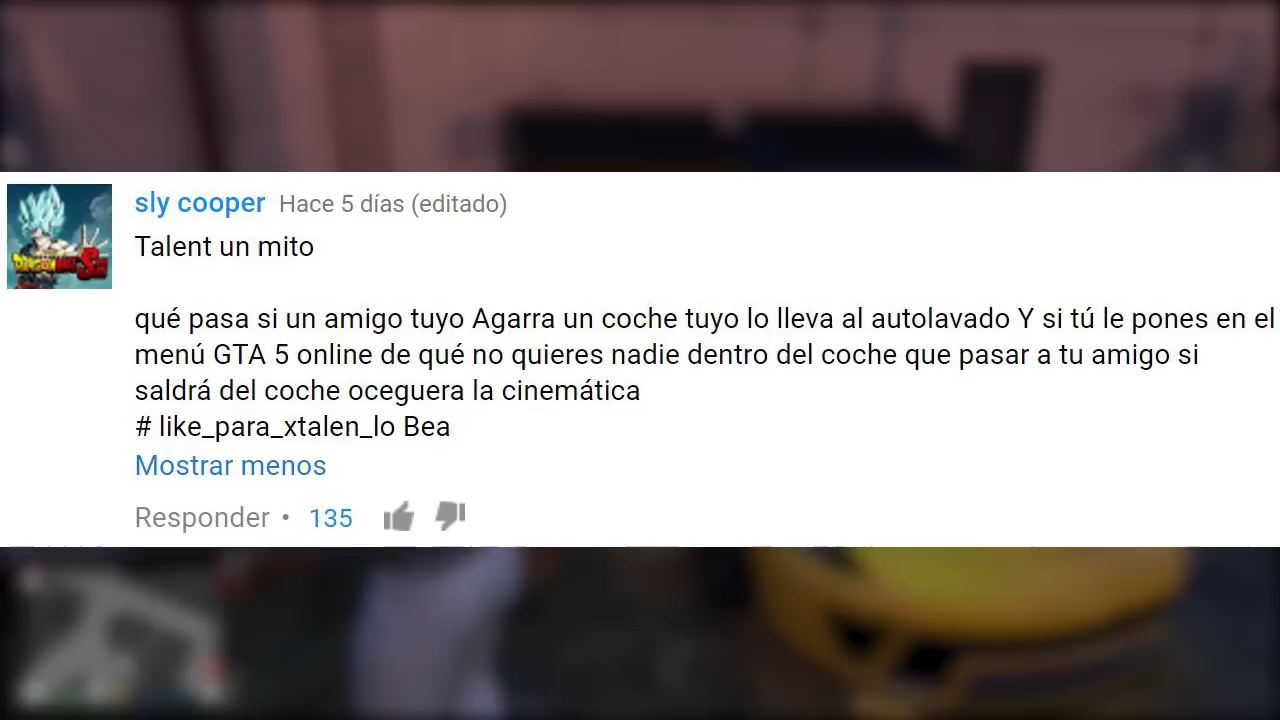 sly cooper Hace 5 días (editado)
Talent un mito
qué pasa si un amigo tuyo Agarra un coche tuyo lo lleva al autolavado Y si tú le pones en el
menú GTA 5 online de qué no quieres nadie dentro del coche que pasar a tu amigo si
saldrá del coche oceguera la cinemática
# like_para_xtalen_lo Bea
Mostrar menos
Responder • 135